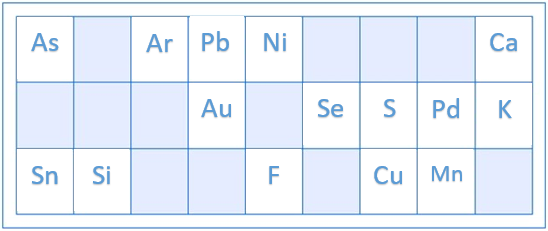 As Ar Pb Ni Ca
Au Se S Pd K
Sn Si F Cu Mn